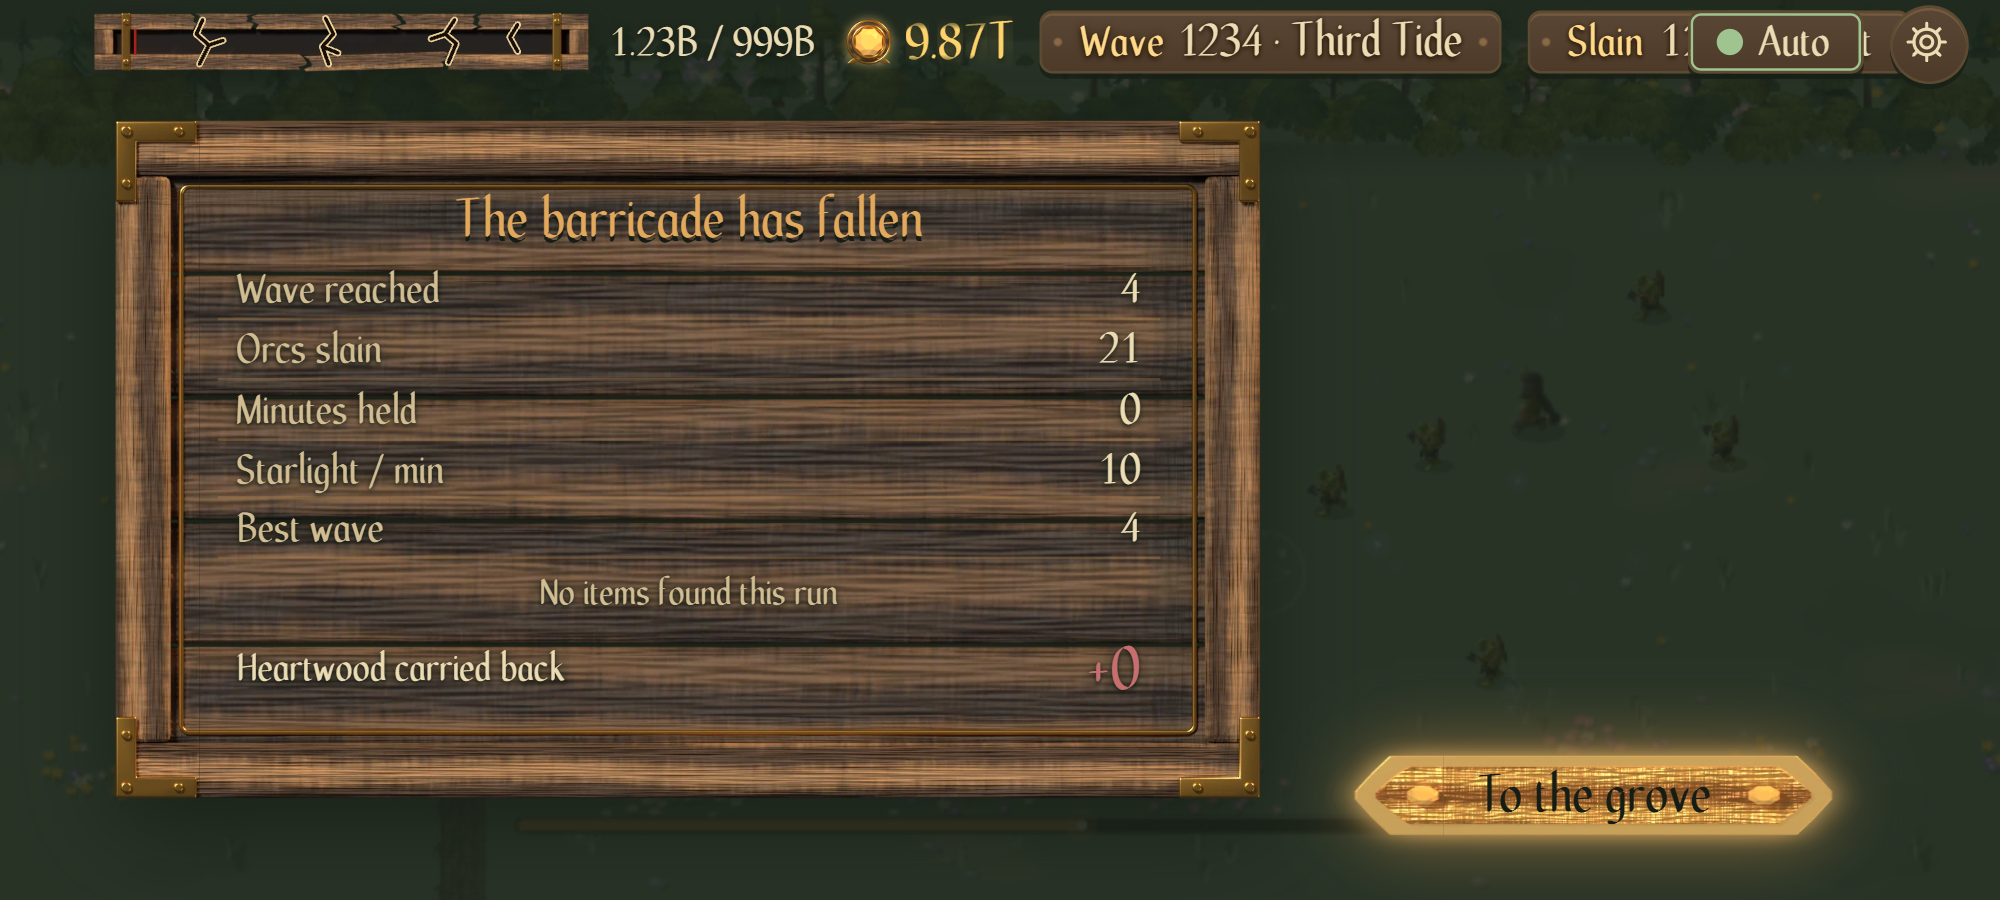 1.23B / 999B
9.87T
Wave 1234 · Third Tide
Slain
Auto
The barricade has fallen
Wave reached 4
Orcs slain 21
Minutes held 0
Starlight / min 10
Best wave 4
No items found this run
Heartwood carried back +0
To the grove